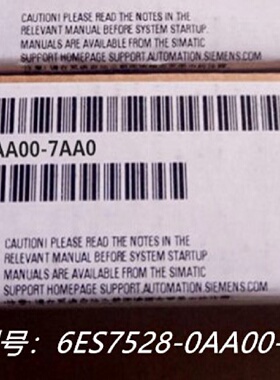 CAUTION! PLEASE READ THE NOTES IN THE
RELEVANT MANUAL BEFORE SYSTEM STARTUP.
MANUALS ARE AVAILABLE FROM THE SIMATIC
HOMEPAGE SUPPORT.AUTOMATION.SIEMENS.COM
AA00-7AA0
CAUTION! PLEASE READ THE NOTES IN THE
RELEVANT MANUAL BEFORE SYSTEM STARTUP.
MANUALS ARE AVAILABLE FROM THE SIMATIC
SUPPORT HOMEPAGE SUPPORT.AUTOMATION.SIEMENS.COM
号：6ES7528-0AA00-